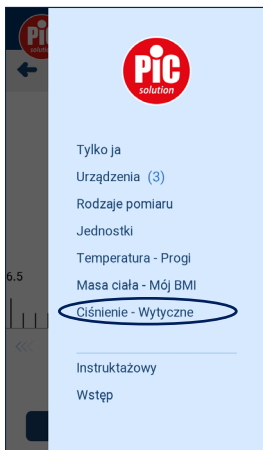 PiC
solution
Tylko ja
Urządzenia (3)
Rodzaje pomiaru
Jednostki
Temperatura - Progi
Masa ciała - Mój BMI
6.5
Ciśnienie - Wytyczne
Instruktażowy
Wstęp